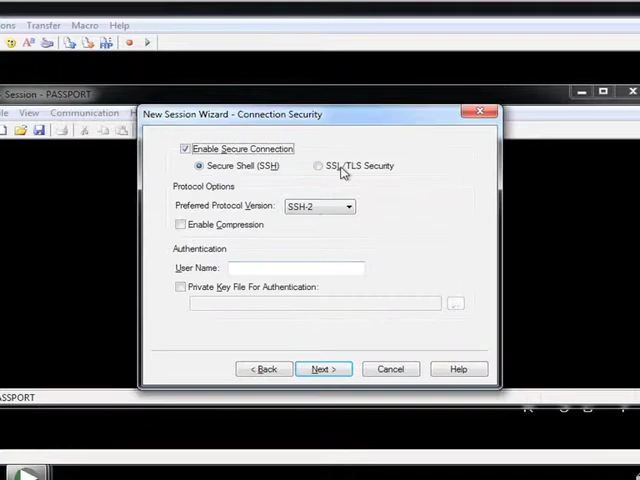 ons Transfer Macro Help
- Session - PASSPORT
View Communication
New Session Wizard - Connection Security
Enable Secure Connection
Secure Shell (SSH) SSL/TLS Security
Protocol Options
Preferred Protocol Version: SSH-2
Enable Compression
Authentication
User Name:
Private Key File For Authentication:
...
< Back Next > Cancel Help
ASSPORT